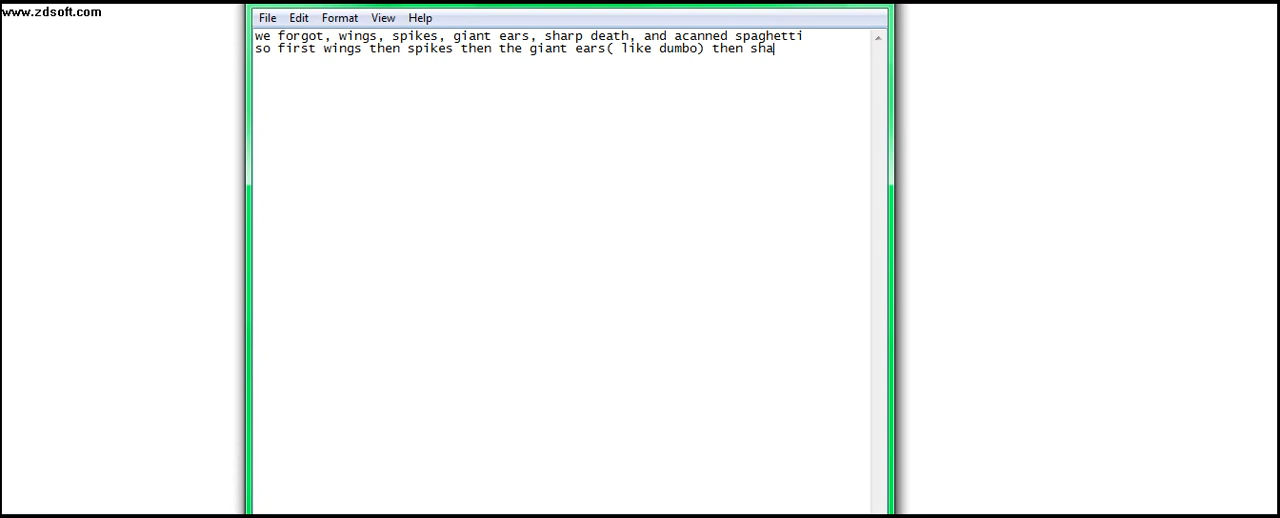 www.zdsoft.com
File Edit Format View Help
we forgot, wings, spikes, giant ears, sharp death, and acanned spaghetti
so first wings then spikes then the giant ears( like dumbo) then sha